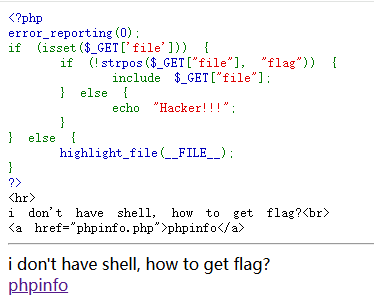 <?php
error_reporting(0);
if (isset($_GET['file'])) {
    if (!strpos($_GET["file"], "flag")) {
        include $_GET["file"];
    } else {
        echo "Hacker!!!";
    }
} else {
    highlight_file(__FILE__);
}
?>
<hr>
i don't have shell, how to get flag?<br>
<a href="phpinfo.php">phpinfo</a>
i don't have shell, how to get flag?
phpinfo